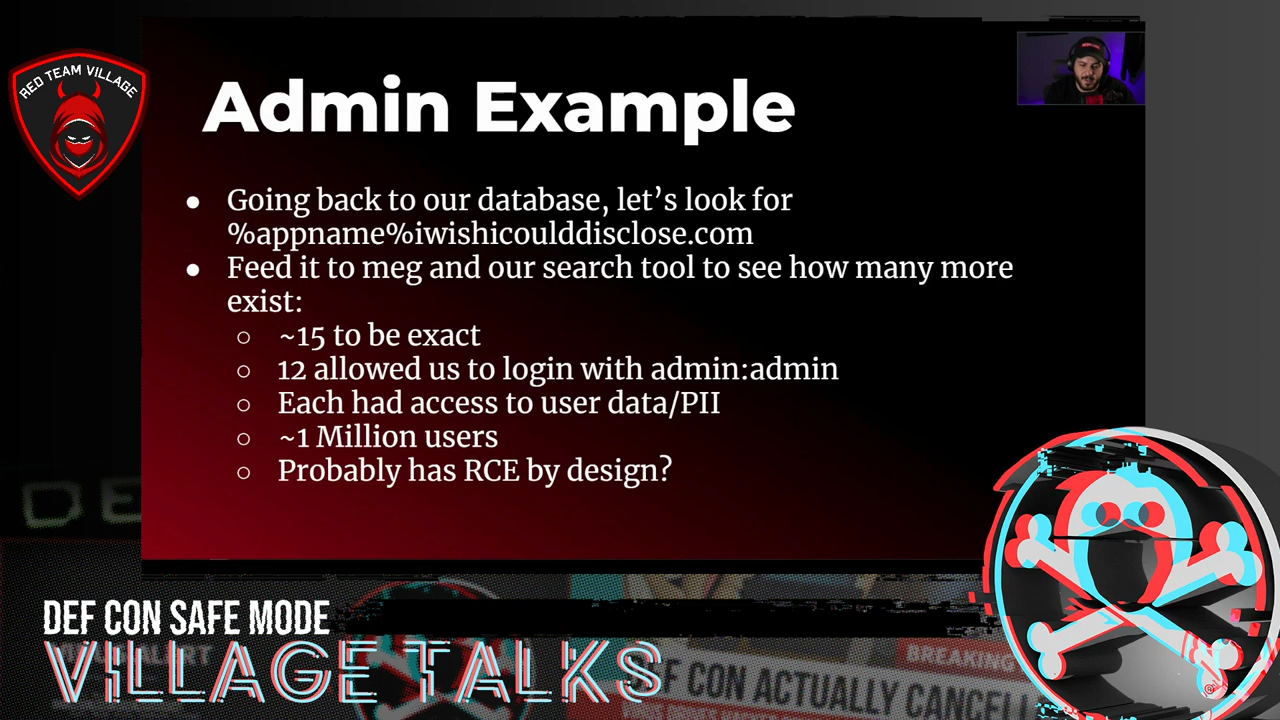 RED TEAM VILLAGE
Admin Example
● Going back to our database, let's look for
%appname%iwishicoulddisclose.com
● Feed it to meg and our search tool to see how many more
exist:
○ ~15 to be exact
○ 12 allowed us to login with admin:admin
○ Each had access to user data/PII
○ ~1 Million users
○ Probably has RCE by design?
DE
DEF CON SAFE MODE
VILLAGE TALKS
BREAKING
DEF CON ACTUALLY